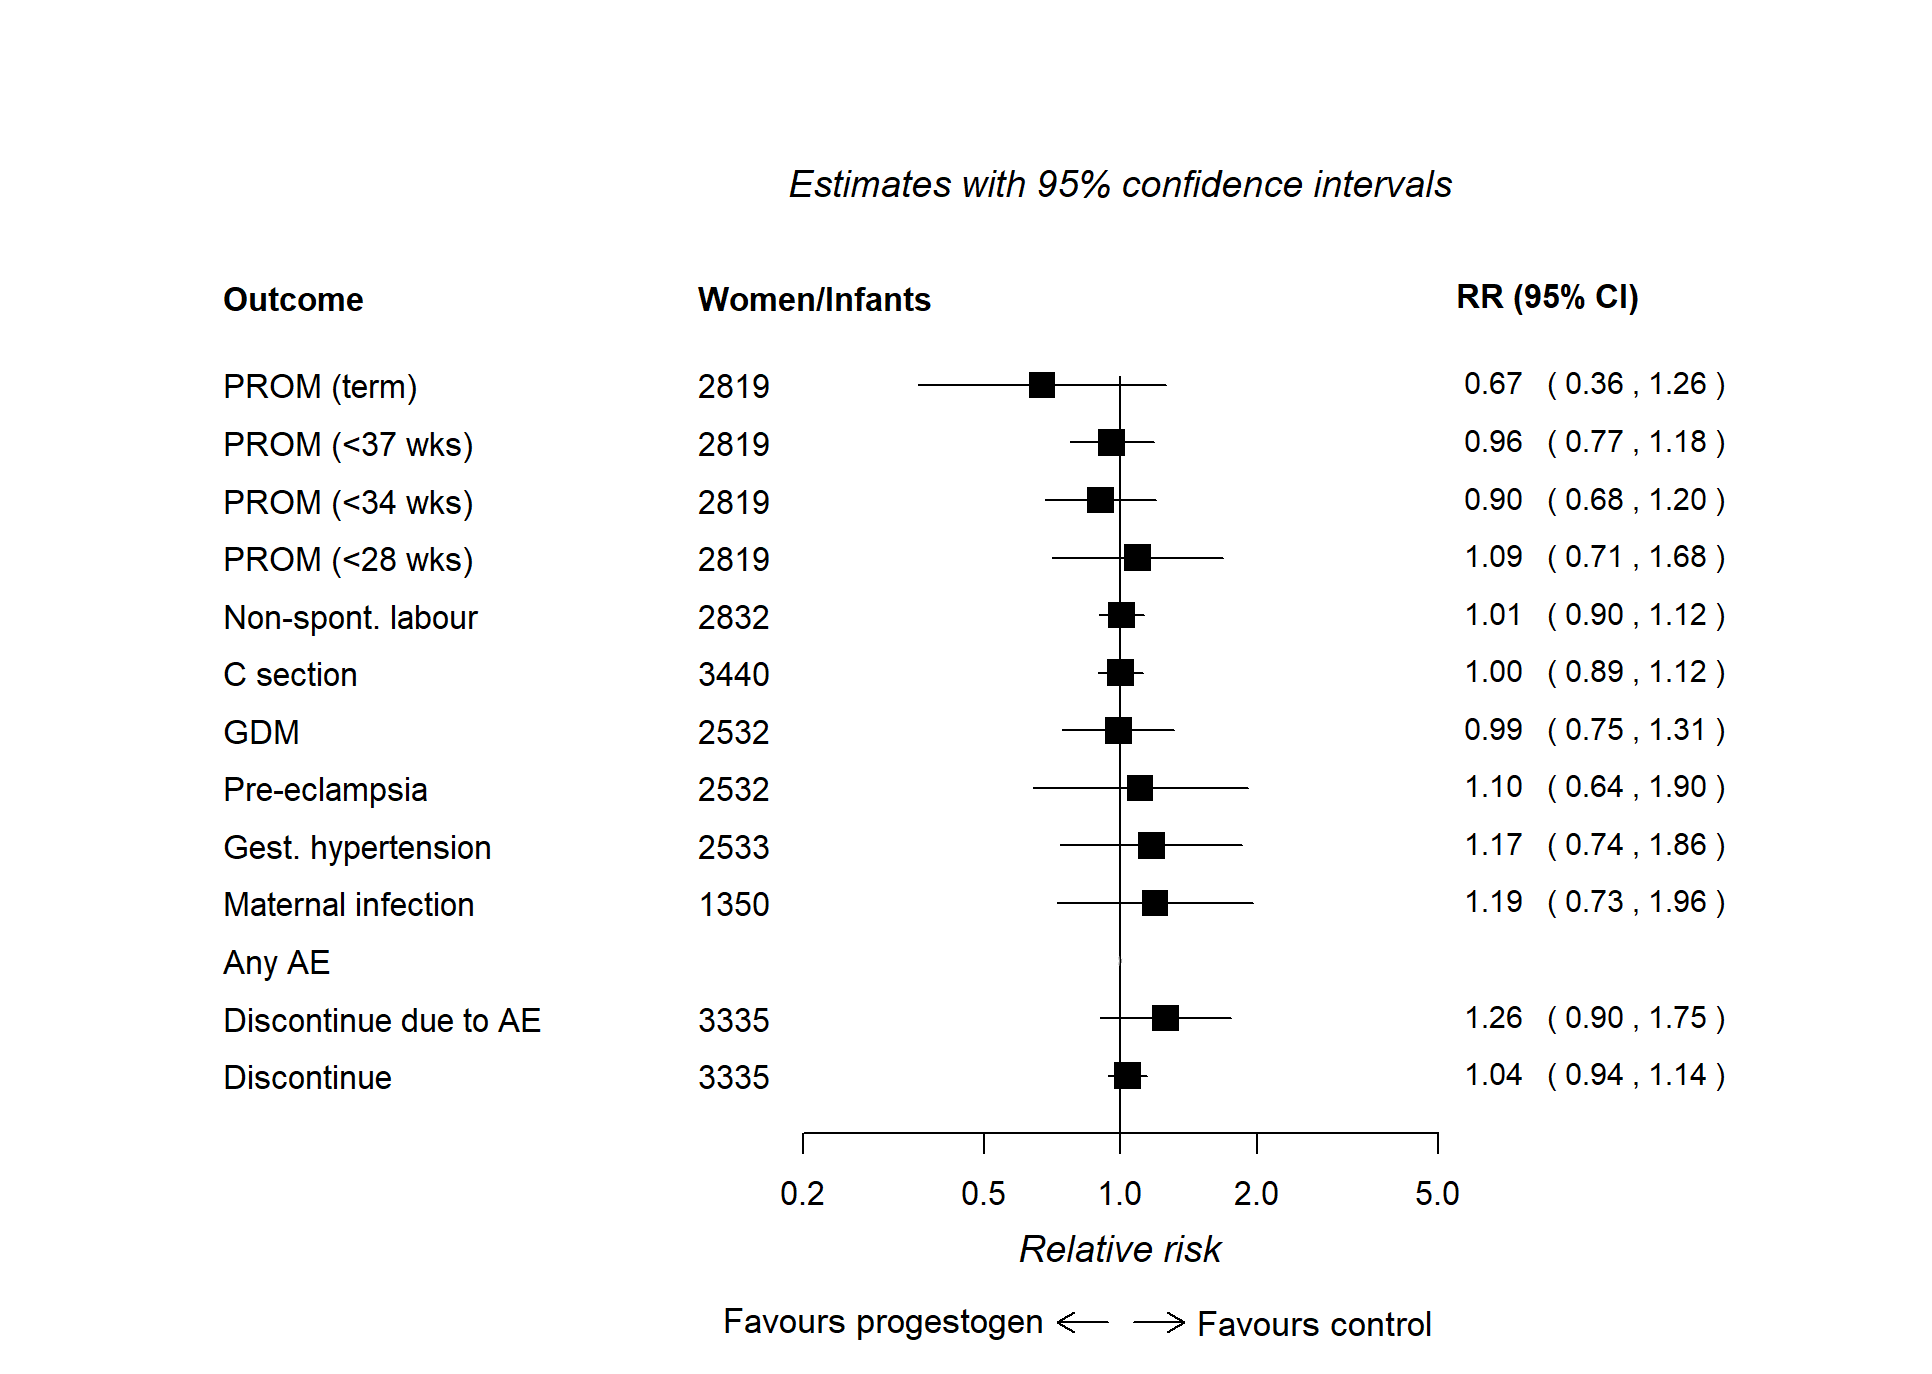 Estimates with 95% confidence intervals
Outcome Women/Infants RR (95% CI)
PROM (term) 2819 0.67 ( 0.36 , 1.26 )
PROM (<37 wks) 2819 0.96 ( 0.77 , 1.18 )
PROM (<34 wks) 2819 0.90 ( 0.68 , 1.20 )
PROM (<28 wks) 2819 1.09 ( 0.71 , 1.68 )
Non-spont. labour 2832 1.01 ( 0.90 , 1.12 )
C section 3440 1.00 ( 0.89 , 1.12 )
GDM 2532 0.99 ( 0.75 , 1.31 )
Pre-eclampsia 2532 1.10 ( 0.64 , 1.90 )
Gest. hypertension 2533 1.17 ( 0.74 , 1.86 )
Maternal infection 1350 1.19 ( 0.73 , 1.96 )
Any AE
Discontinue due to AE 3335 1.26 ( 0.90 , 1.75 )
Discontinue 3335 1.04 ( 0.94 , 1.14 )
0.2 0.5 1.0 2.0 5.0
Relative risk
Favours progestogen Favours control